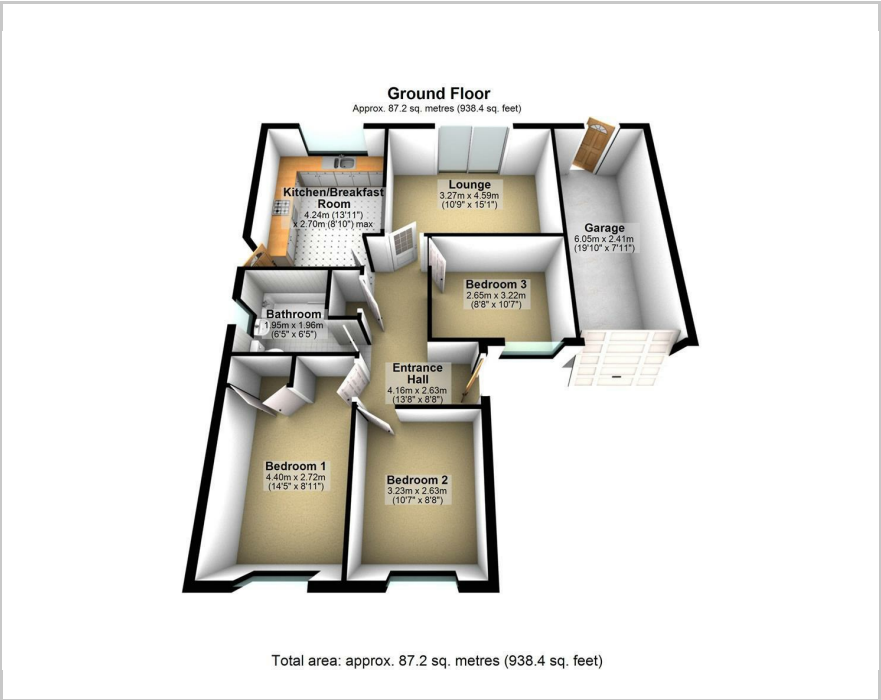 Ground Floor
Approx. 87.2 sq. metres (938.4 sq. feet)
Kitchen/Breakfast
Room
4.24m (13'11")
x 2.70m (8'10") max
Lounge
3.27m x 4.59m
(10'9" x 15'1")
Garage
6.05m x 2.41m
(19'10" x 7'11")
Bedroom 3
2.65m x 3.22m
(8'8" x 10'7")
Bathroom
1.95m x 1.96m
(6'5" x 6'5")
Entrance
Hall
4.16m x 2.63m
(13'8" x 8'8")
Bedroom 1
4.40m x 2.72m
(14'5" x 8'11")
Bedroom 2
3.23m x 2.63m
(10'7" x 8'8")
Total area: approx. 87.2 sq. metres (938.4 sq. feet)